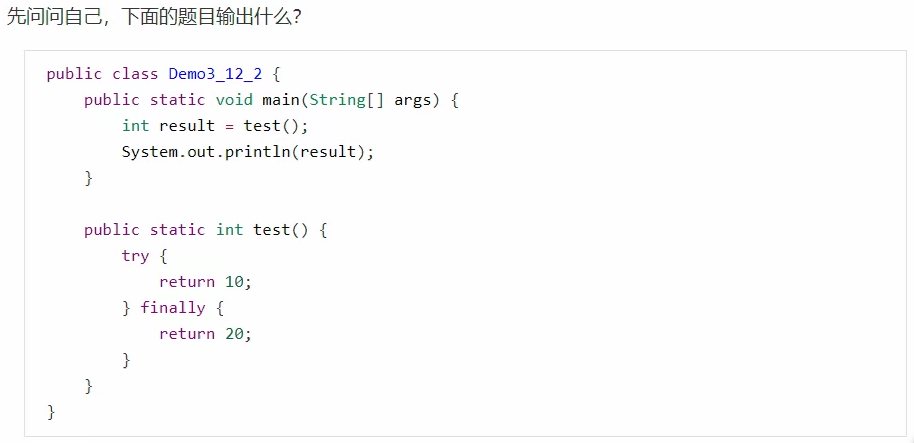 先问问自己，下面的题目输出什么？
public class Demo3_12_2 {
    public static void main(String[] args) {
        int result = test();
        System.out.println(result);
    }

    public static int test() {
        try {
            return 10;
        } finally {
            return 20;
        }
    }
}